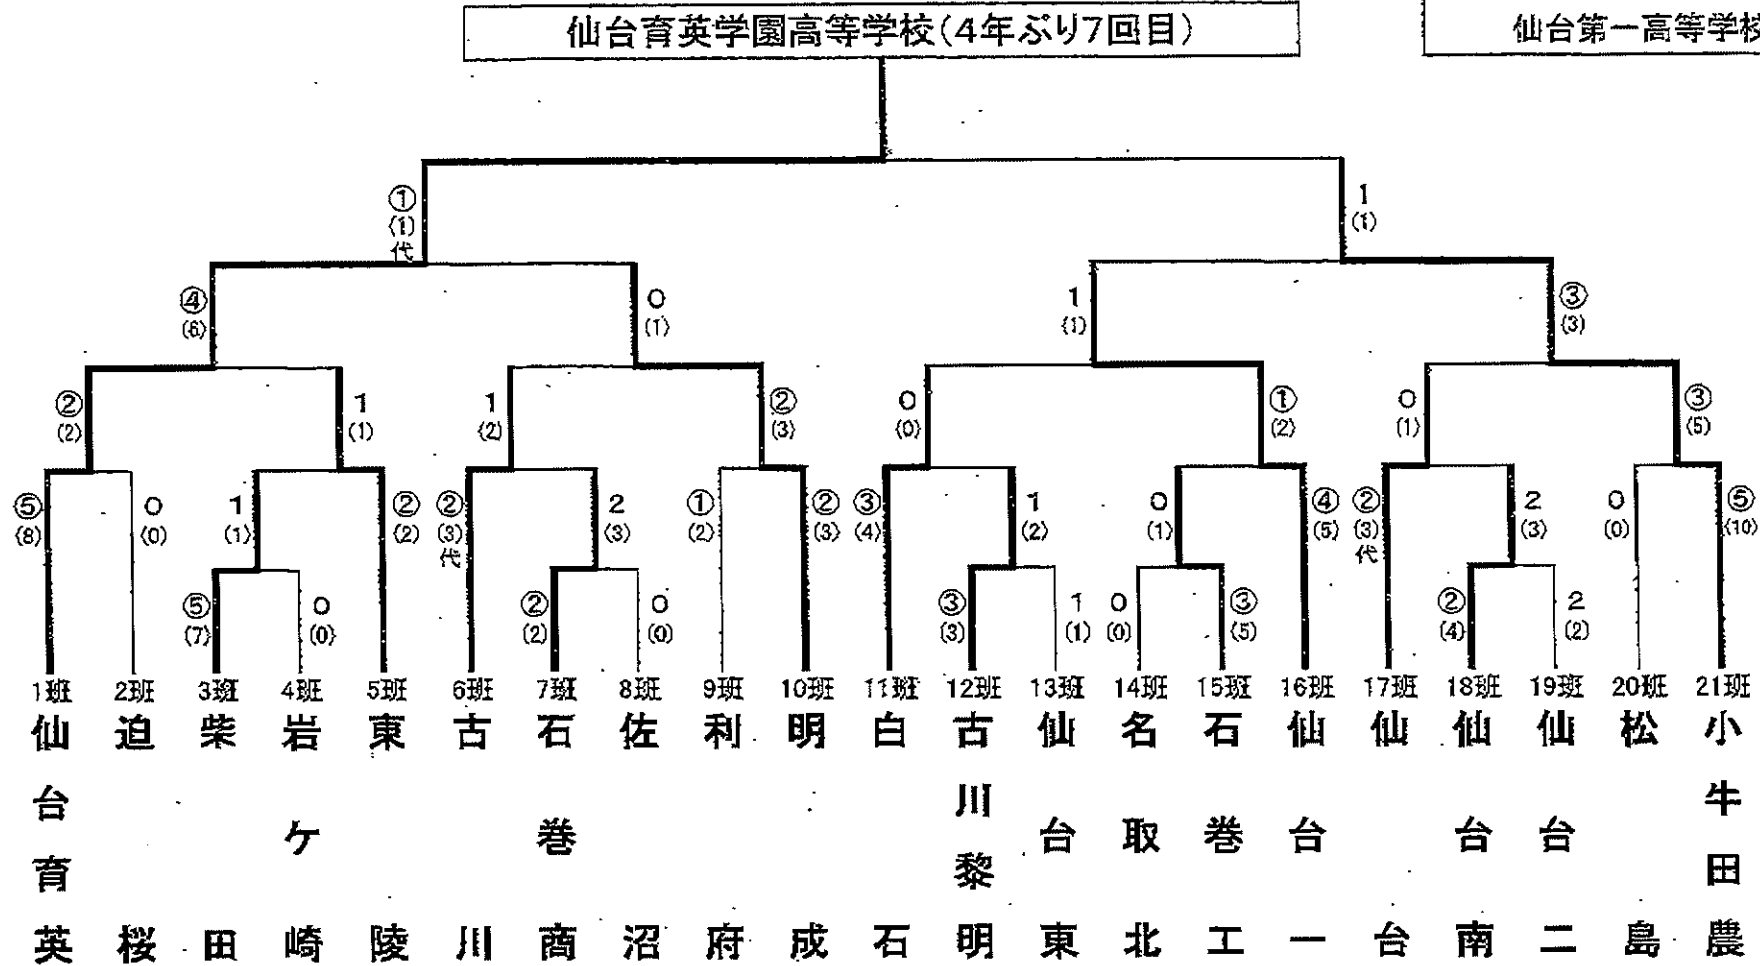 仙台育英学園高等学校(4年ぶり7回目)
仙台第一高等学校
① 1
(1) (1)
代
④ 0 1 ③
(6) (1) (1) (3)
② 1 1 ② 0 ① 0 ③
(2) (1) (2) (3) (0) (2) (1) (5)
⑤ 0 1 ② ② 2 ① ② ③ 1 0 ④ ② 2 0 ⑤
(8) (0) (1) (2) (3) (3) (2) (3) (4) (2) (1) (5) (3) (3) (0) (10)
代 代
⑤ 0 ② 0 ③ 1 0 ③ ② 2
(7) (0) (2) (0) (3) (1) (0) (5) (4) (2)
1班 2班 3班 4班 5班 6班 7班 8班 9班 10班 11班 12班 13班 14班 15班 16班 17班 18班 19班 20班 21班
仙台育英
迫桜
柴田
岩ケ崎
東陵
古川
石巻商
佐沼
利府
明成
白石
古川黎明
仙台東
名取北
石巻工
仙台一
仙台
仙台南
仙台二
松島
小牛田農